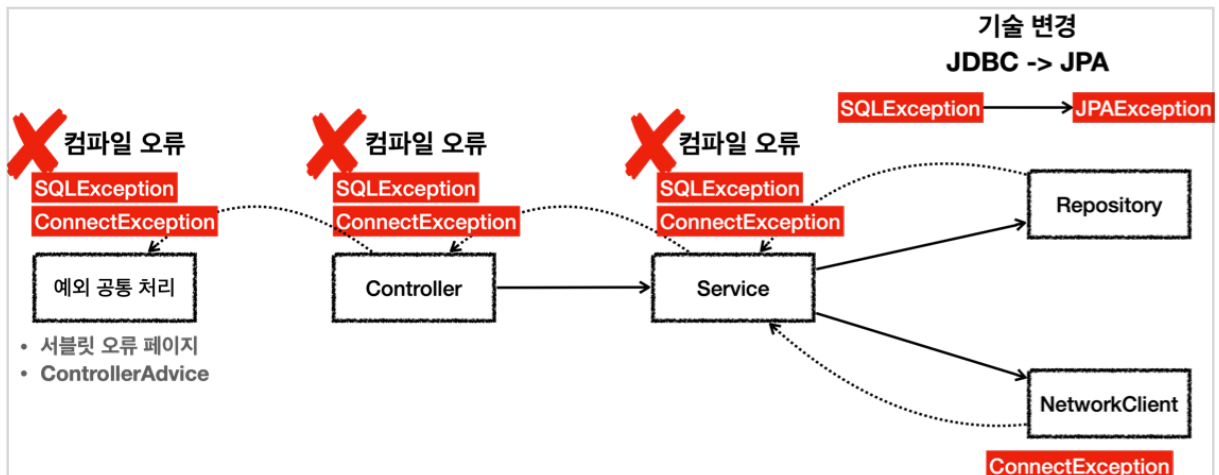 기술 변경
JDBC -> JPA
SQLException
JPAException
컴파일 오류
SQLException
ConnectException
예외 공통 처리
• 서블릿 오류 페이지
• ControllerAdvice
컴파일 오류
SQLException
ConnectException
Controller
컴파일 오류
SQLException
ConnectException
Service
Repository
NetworkClient
ConnectException